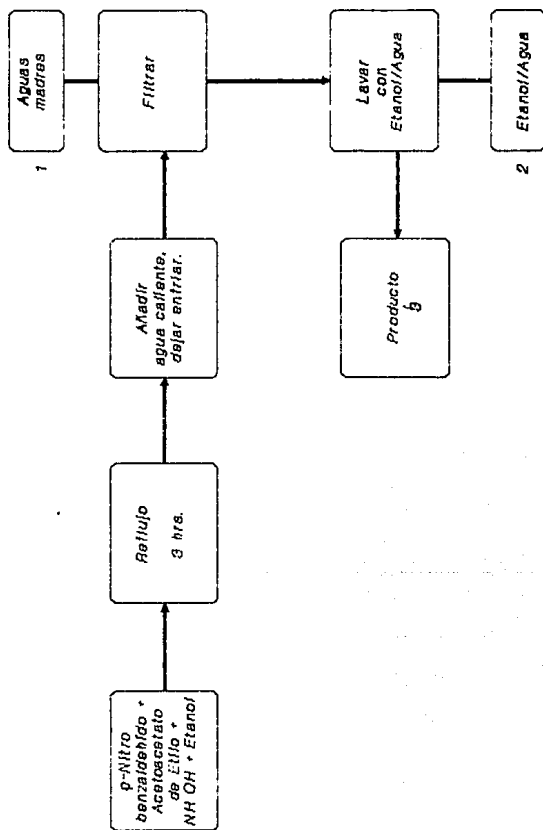 p-Nitro
benzaldehído +
Acetoacetato
de Etilo +
NH OH + Etanol
Reflujo
3 hrs.
Añadir
agua caliente,
dejar enfriar.
Filtrar
Aguas
madres
1
Lavar
con
Etanol/Agua
Etanol/Agua
2
Producto